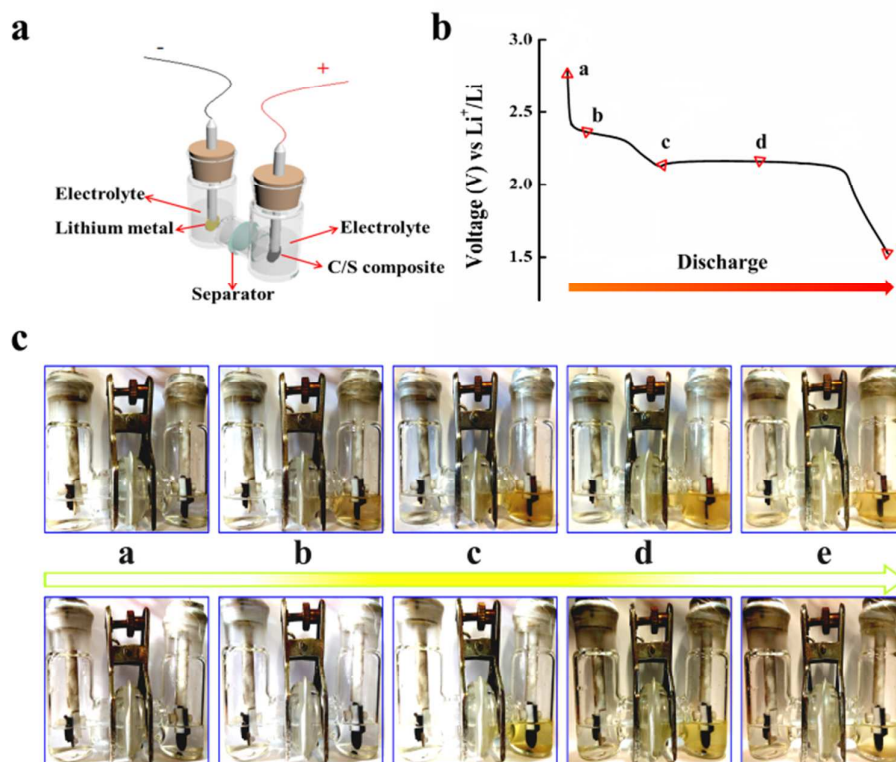 a
-
+
Electrolyte
Lithium metal
Separator
Electrolyte
C/S composite
b
Voltage (V) vs Li⁺/Li
3.0
2.5
2.0
1.5
a
b
c
d
Discharge
c
a b c d e